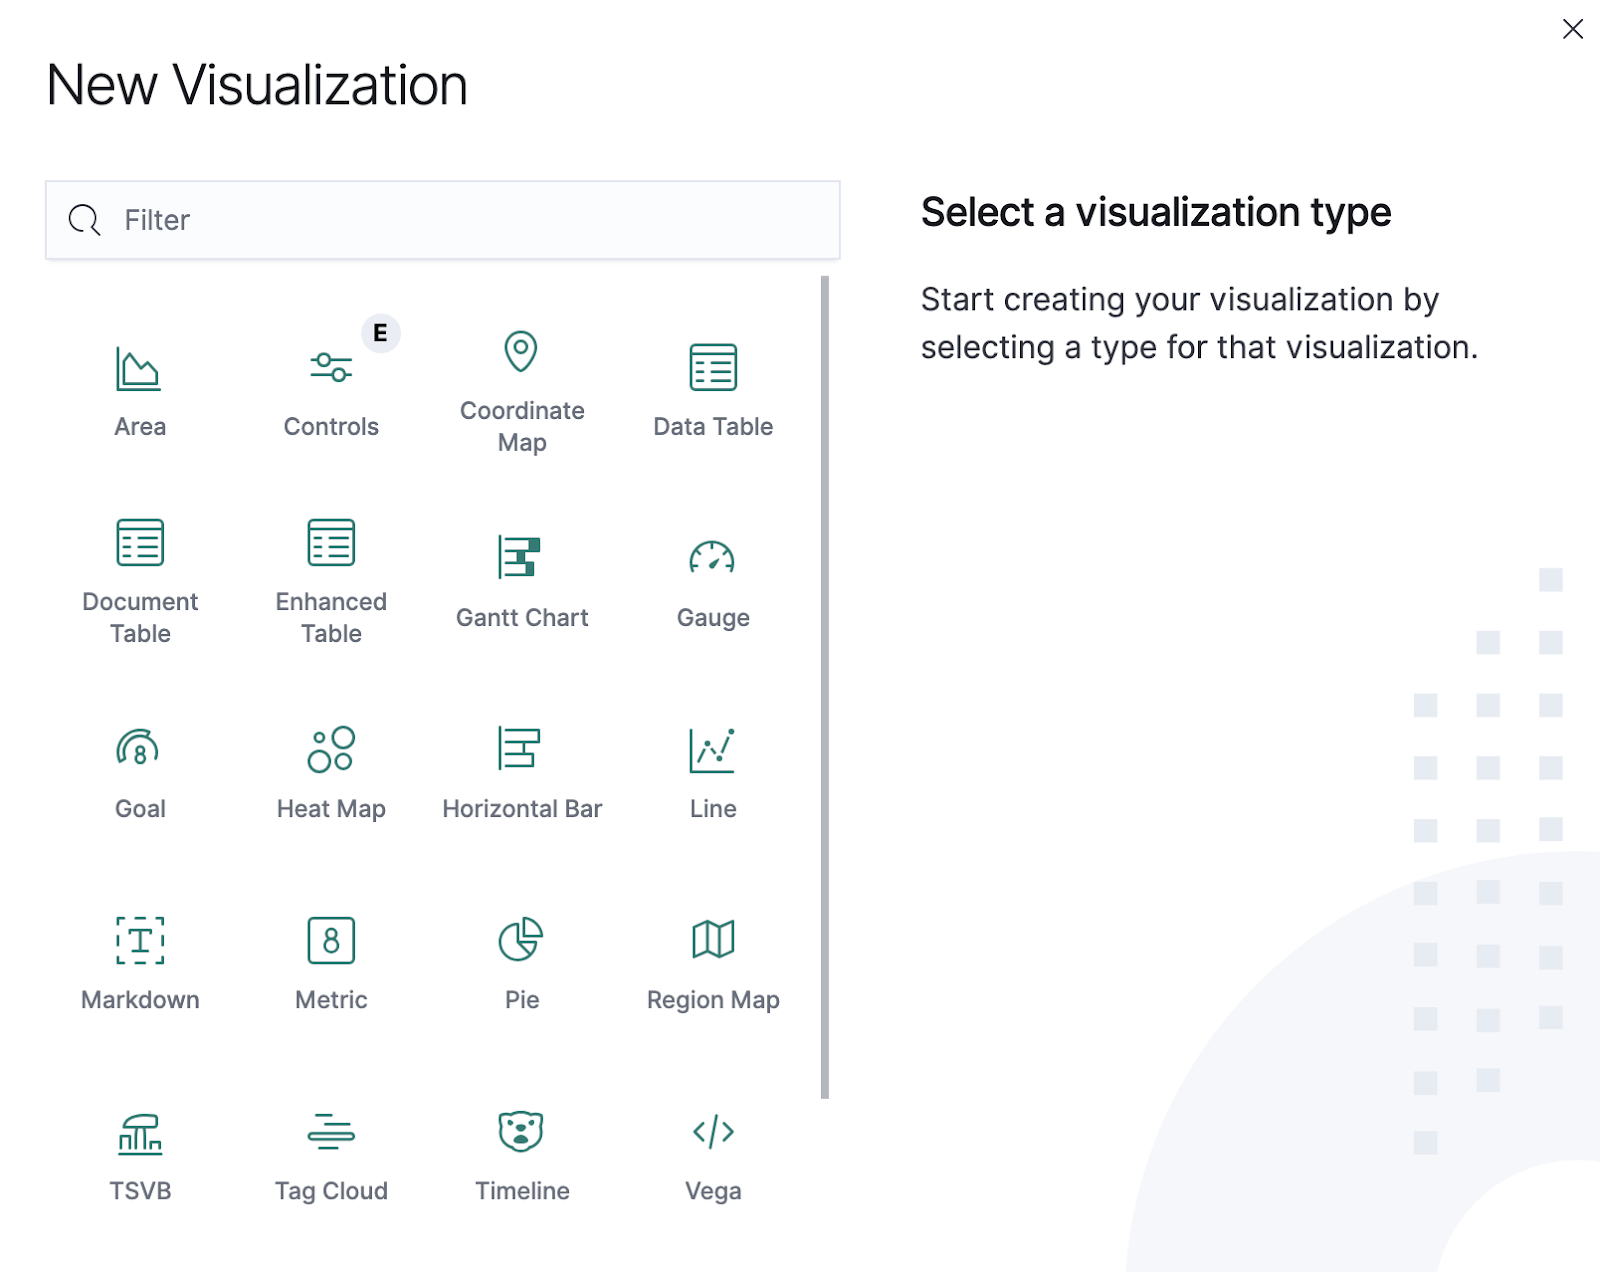 New Visualization
Filter
Select a visualization type
Start creating your visualization by
selecting a type for that visualization.
E
Area
Controls
Coordinate
Map
Data Table
Document
Table
Enhanced
Table
Gantt Chart
Gauge
8
Goal
Heat Map
Horizontal Bar
Line
T
Markdown
8
Metric
Pie
Region Map
TSVB
Tag Cloud
Timeline
</>
Vega